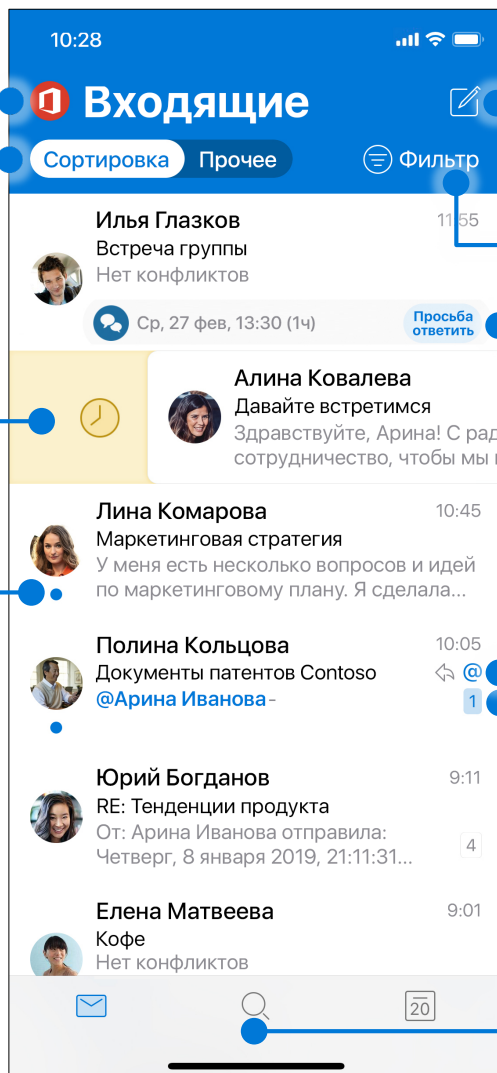 10:28
Входящие
Сортировка Прочее Фильтр
Илья Глазков 11:55
Встреча группы
Нет конфликтов
Ср, 27 фев, 13:30 (1ч) Просьба
ответить
Алина Ковалева
Давайте встретимся
Здравствуйте, Арина! С рад
сотрудничество, чтобы мы
Лина Комарова 10:45
Маркетинговая стратегия
У меня есть несколько вопросов и идей
по маркетинговому плану. Я сделала...
Полина Кольцова 10:05
Документы патентов Contoso @
@Арина Иванова- 1
Юрий Богданов 9:11
RE: Тенденции продукта
От: Арина Иванова отправила:
Четверг, 8 января 2019, 21:11:31... 4
Елена Матвеева 9:01
Кофе
Нет конфликтов
20